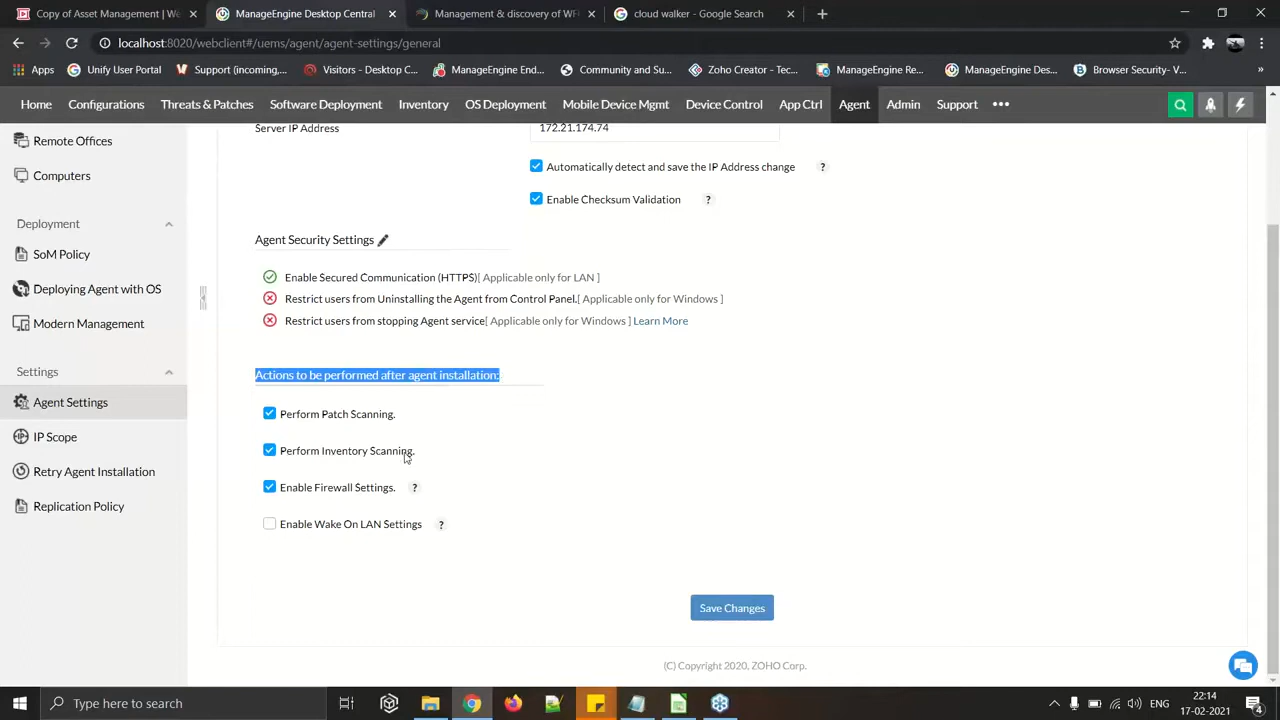 Copy of Asset Management | We
ManageEngine Desktop Central
Management & discovery of WF
cloud walker - Google Search
localhost:8020/webclient#/uems/agent/agent-settings/general
Apps
Unify User Portal
Support (incoming,...
Visitors - Desktop C...
ManageEngine End...
Community and Su...
Zoho Creator - Tec...
ManageEngine Re...
ManageEngine Des...
Browser Security- V...
»
Home
Configurations
Threats & Patches
Software Deployment
Inventory
OS Deployment
Mobile Device Mgmt
Device Control
App Ctrl
Agent
Admin
Support
•••
Remote Offices
Computers
Deployment
SoM Policy
Deploying Agent with OS
Modern Management
Settings
Agent Settings
IP Scope
Retry Agent Installation
Replication Policy
Server IP Address
172.21.174.74
Automatically detect and save the IP Address change ?
Enable Checksum Validation ?
Agent Security Settings
Enable Secured Communication (HTTPS)[ Applicable only for LAN ]
Restrict users from Uninstalling the Agent from Control Panel.[ Applicable only for Windows ]
Restrict users from stopping Agent service[ Applicable only for Windows ] Learn More
Actions to be performed after agent installation:
Perform Patch Scanning.
Perform Inventory Scanning.
Enable Firewall Settings. ?
Enable Wake On LAN Settings ?
Save Changes
(C) Copyright 2020, ZOHO Corp.
Type here to search
ENG
22:14
17-02-2021
4